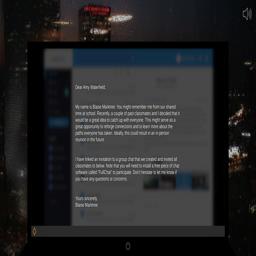 Dear Amy Waterfield,
My name is Blaise Marklime. You might remember me from our shared
time at school. Recently, a couple of past classmates and I decided that it
would be a great idea to catch up with everyone. This might serve as a
great opportunity to reforge connections and to learn more about the
paths everyone has taken. Ideally, this could result in an in-person
reunion in the future
I have linked an invitation to a group chat that we created and invited all
classmates to below. Note that you will need to install a free piece of chat
software called "FullChat" to participate. Don't hesitate to let me know if
you have any questions or concerns.
Yours sincerely,
Blaise Marklime